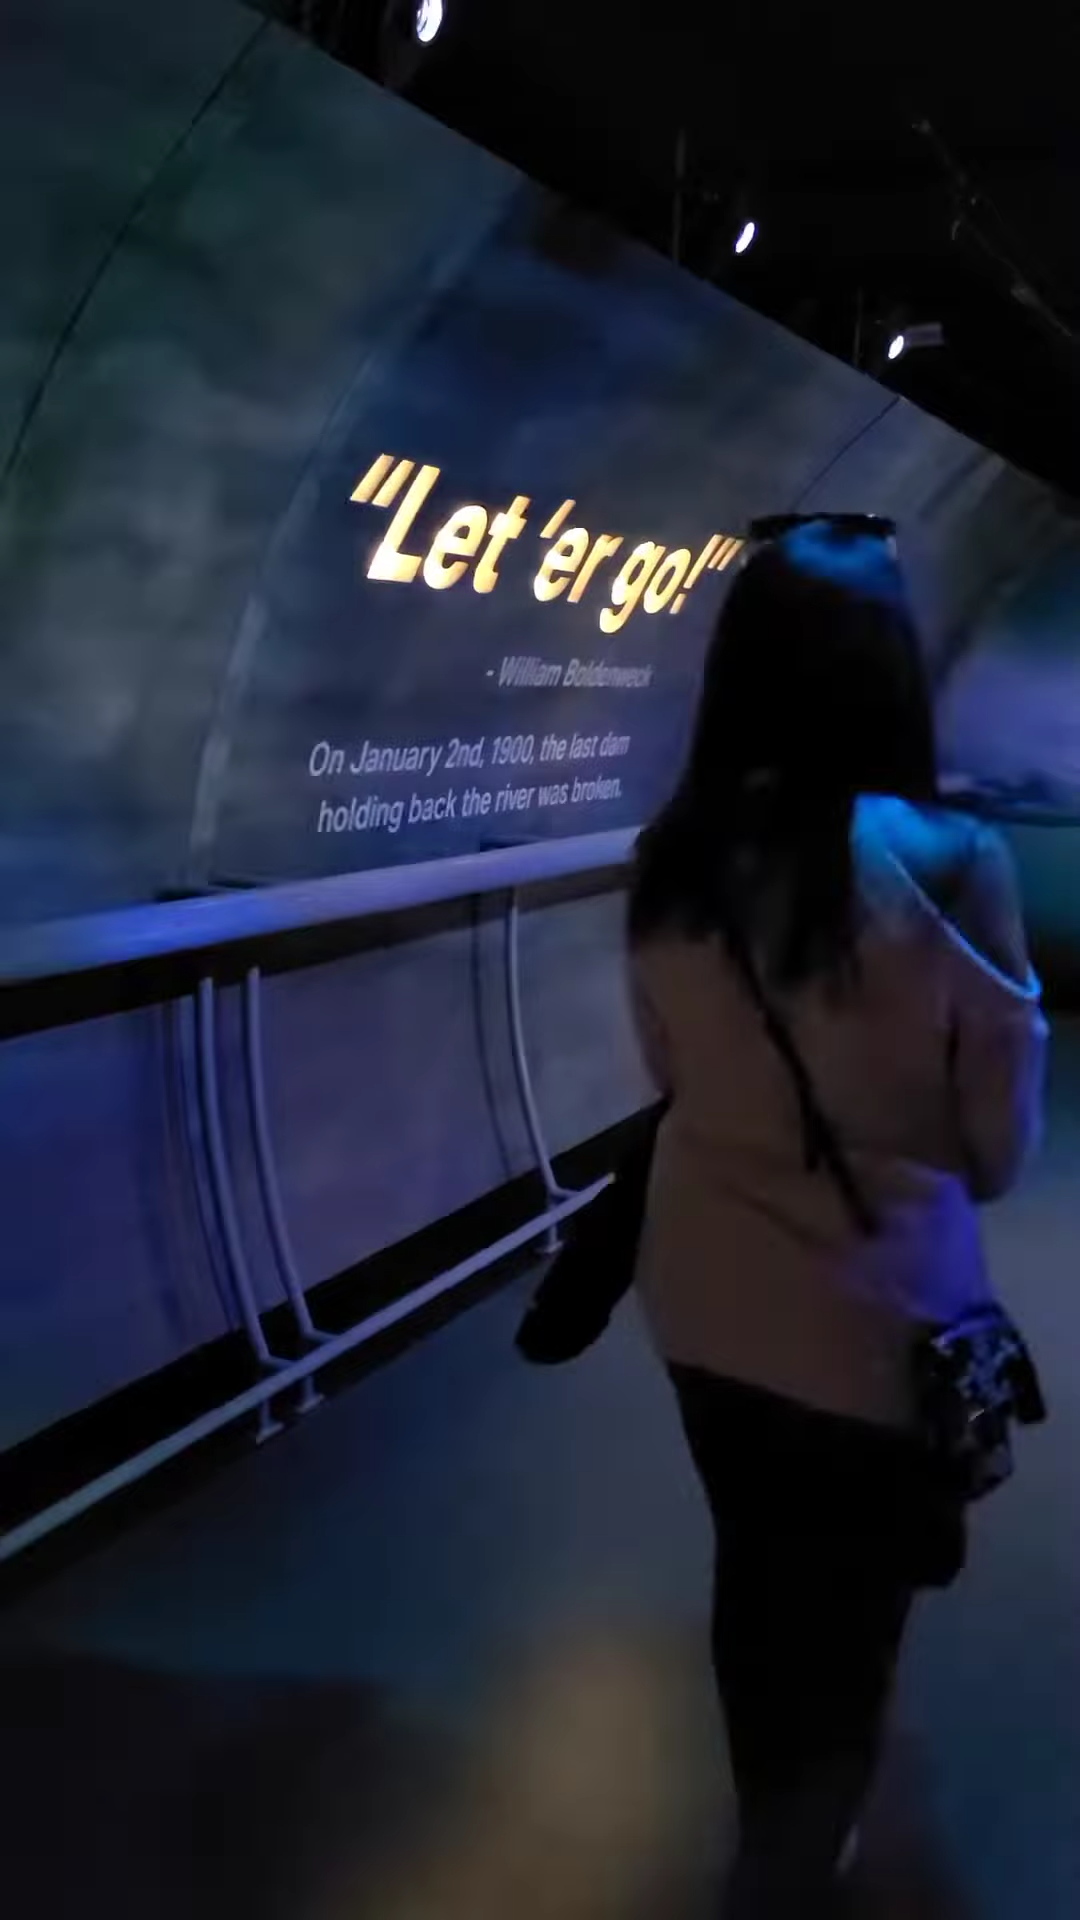 "Let 'er go!"
- William Boldenweck
On January 2nd, 1900, the last dam
holding back the river was broken.